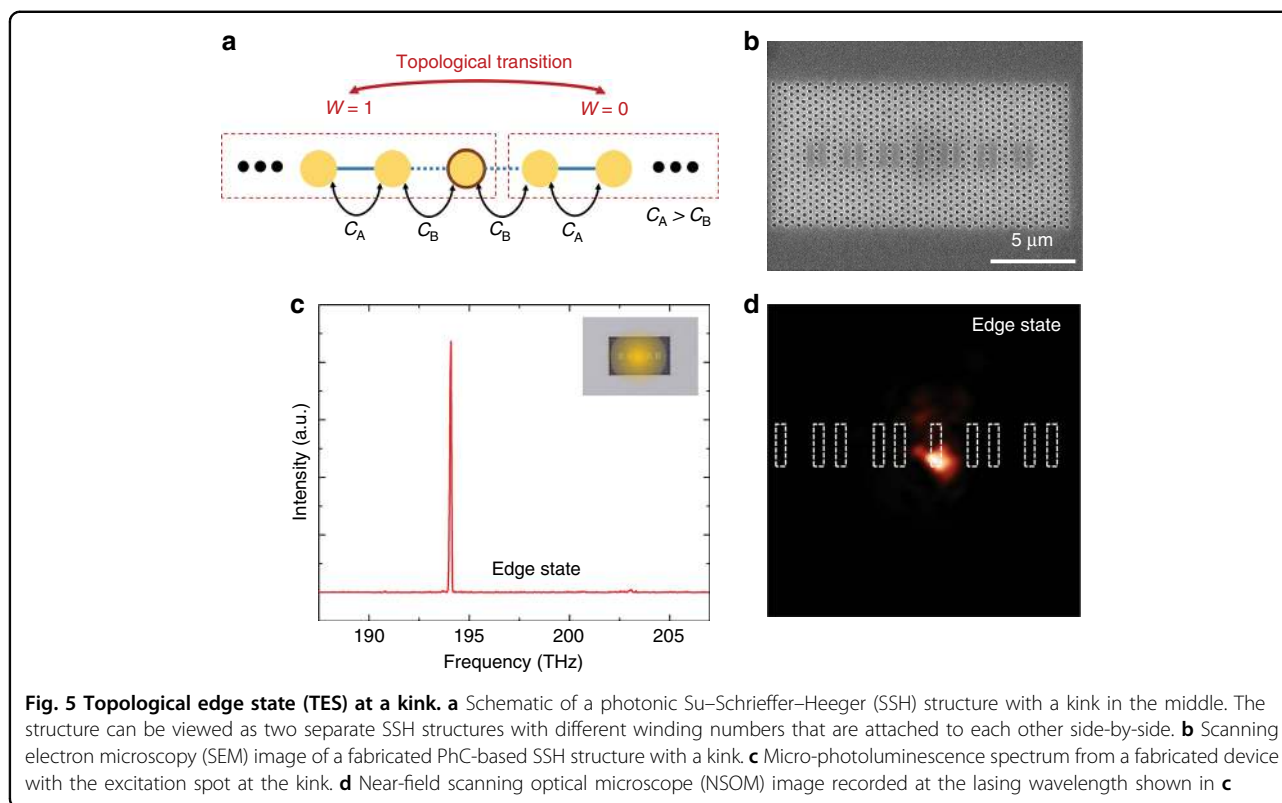 a
Topological transition
W = 1
W = 0
C_A
C_B
C_B
C_A
C_A > C_B
b
5 μm
c
Intensity (a.u.)
Edge state
190
195
200
205
Frequency (THz)
d
Edge state
Fig. 5 Topological edge state (TES) at a kink. a Schematic of a photonic Su–Schrieffer–Heeger (SSH) structure with a kink in the middle. The
structure can be viewed as two separate SSH structures with different winding numbers that are attached to each other side-by-side. b Scanning
electron microscopy (SEM) image of a fabricated PhC-based SSH structure with a kink. c Micro-photoluminescence spectrum from a fabricated device
with the excitation spot at the kink. d Near-field scanning optical microscope (NSOM) image recorded at the lasing wavelength shown in c